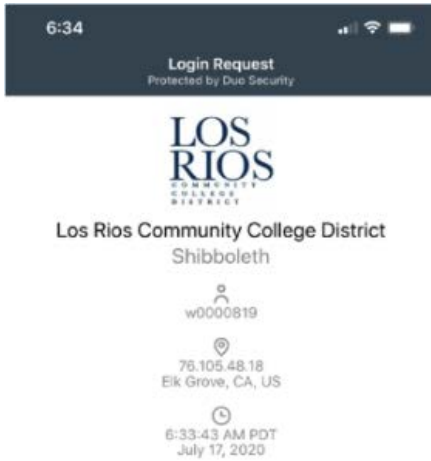 6:34
Login Request
Protected by Duo Security
LOS
RIOS
COMMUNITY
COLLEGE
DISTRICT
Los Rios Community College District
Shibboleth
w0000819
76.105.48.18
Elk Grove, CA, US
6:33:43 AM PDT
July 17, 2020